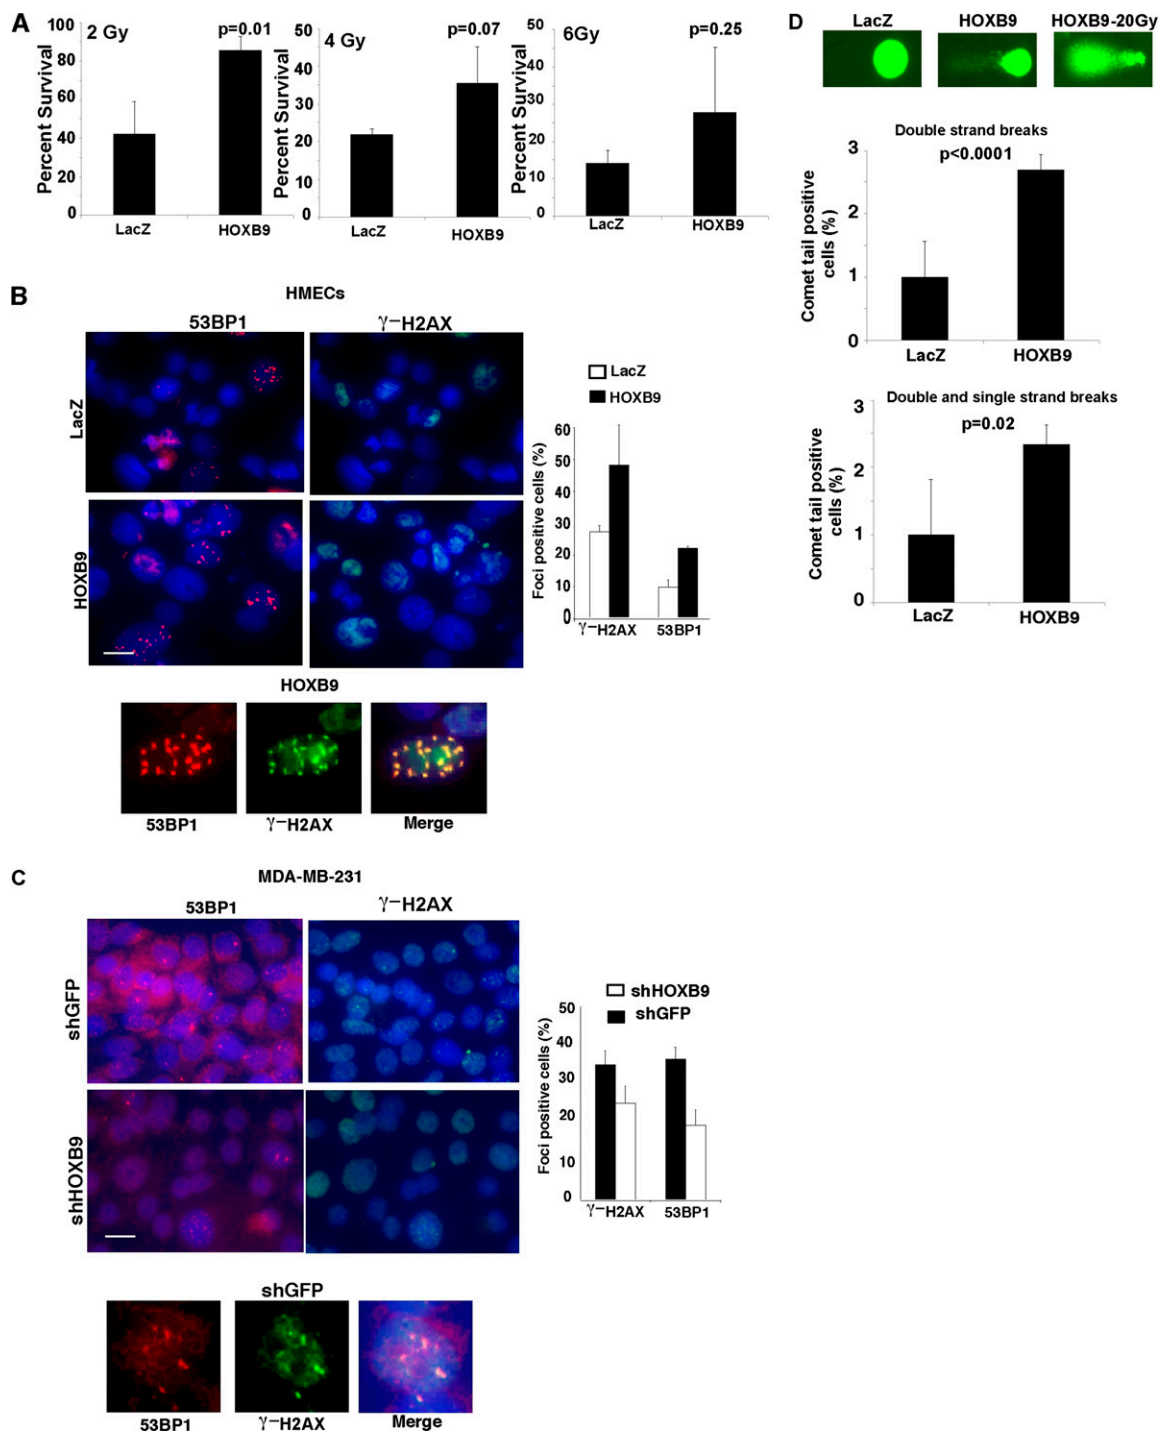 A
2 Gy
p=0.01
Percent Survival
100
80
60
40
20
0
LacZ
HOXB9
4 Gy
p=0.07
Percent Survival
50
40
30
20
10
0
LacZ
HOXB9
6Gy
p=0.25
Percent Survival
50
40
30
20
10
0
LacZ
HOXB9
B
HMECs
53BP1
γ–H2AX
LacZ
HOXB9
LacZ
HOXB9
Foci positive cells (%)
60
50
40
30
20
10
0
γ–H2AX
53BP1
HOXB9
53BP1
γ–H2AX
Merge
C
MDA-MB-231
53BP1
γ–H2AX
shGFP
shHOXB9
shHOXB9
shGFP
Foci positive cells (%)
50
40
30
20
10
0
γ–H2AX
53BP1
shGFP
53BP1
γ–H2AX
Merge
D
LacZ
HOXB9
HOXB9-20Gy
Double strand breaks
p<0.0001
Comet tail positive
cells (%)
3
2
1
0
LacZ
HOXB9
Double and single strand breaks
p=0.02
Comet tail positive
cells (%)
3
2
1
0
LacZ
HOXB9